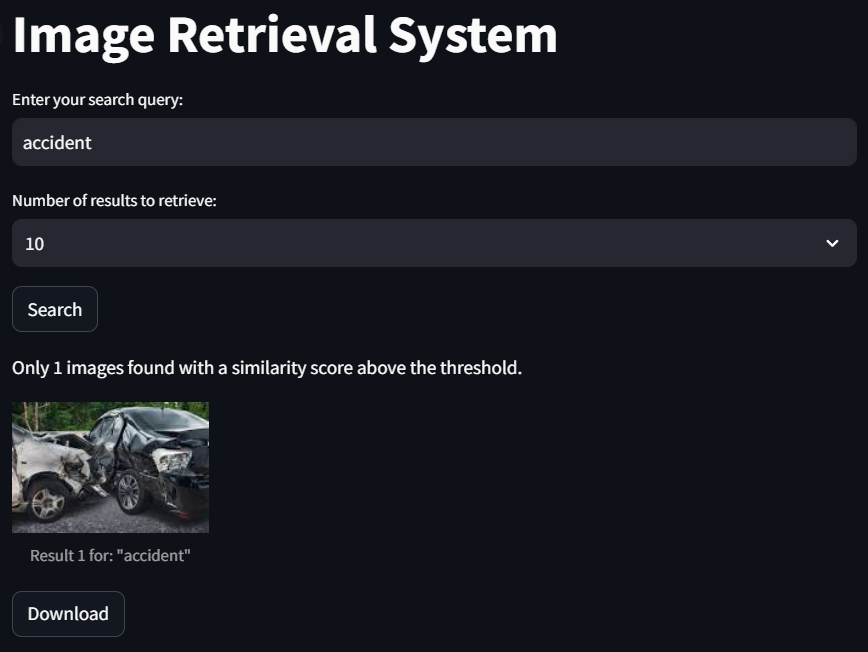 Image Retrieval System
Enter your search query:
accident
Number of results to retrieve:
10
Search
Only 1 images found with a similarity score above the threshold.
Result 1 for: "accident"
Download